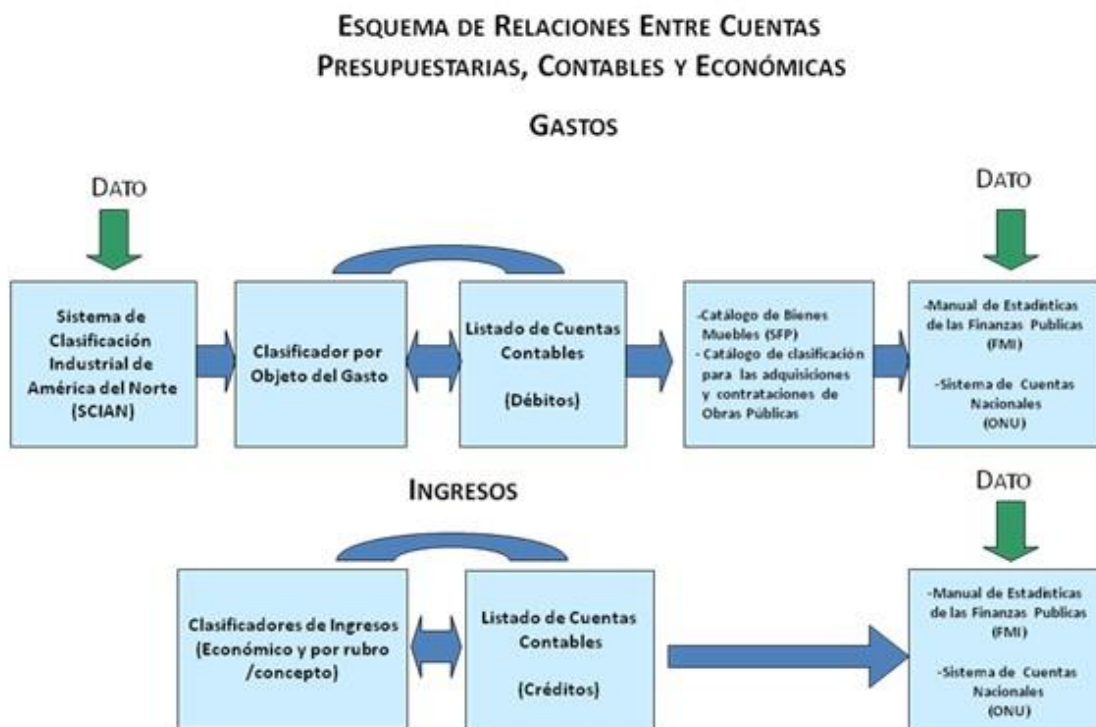 ESQUEMA DE RELACIONES ENTRE CUENTAS
PRESUPUESTARIAS, CONTABLES Y ECONÓMICAS
GASTOS
DATO
DATO
Sistema de
Clasificación
Industrial de
América del Norte
(SCIAN)
Clasificador por
Objeto del Gasto
Listado de Cuentas
Contables
(Débitos)
-Catálogo de Bienes
Muebles (SFP)
- Catálogo de clasificación
para las adquisiciones
y contrataciones de
Obras Públicas
-Manual de Estadísticas
de las Finanzas Publicas
(FMI)
-Sistema de Cuentas
Nacionales
(ONU)
INGRESOS
DATO
Clasificadores de Ingresos
(Económico y por rubro
/concepto)
Listado de Cuentas
Contables
(Créditos)
-Manual de Estadísticas
de las Finanzas Publicas
(FMI)
-Sistema de Cuentas
Nacionales
(ONU)